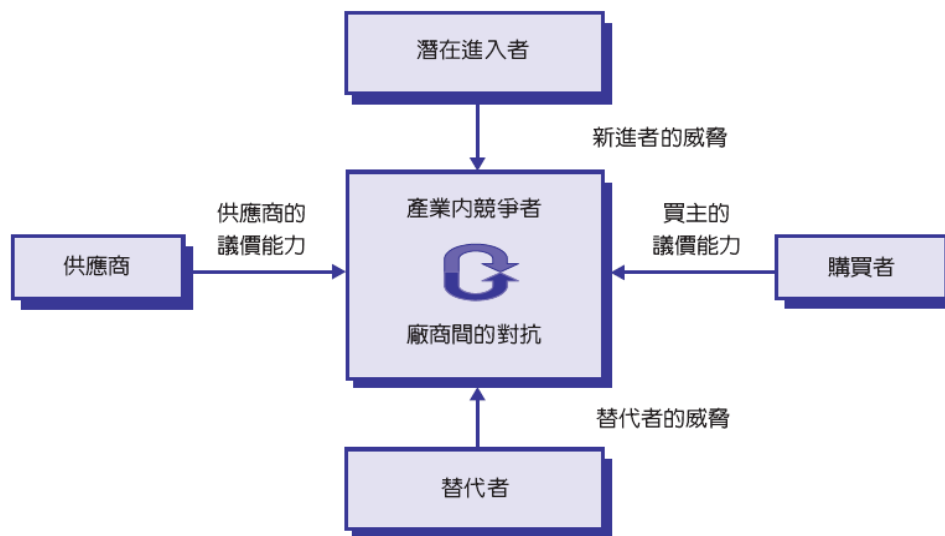 潛在進入者
新進者的威脅
供應商的
議價能力
供應商
產業內競爭者
廠商間的對抗
買主的
議價能力
購買者
替代者的威脅
替代者